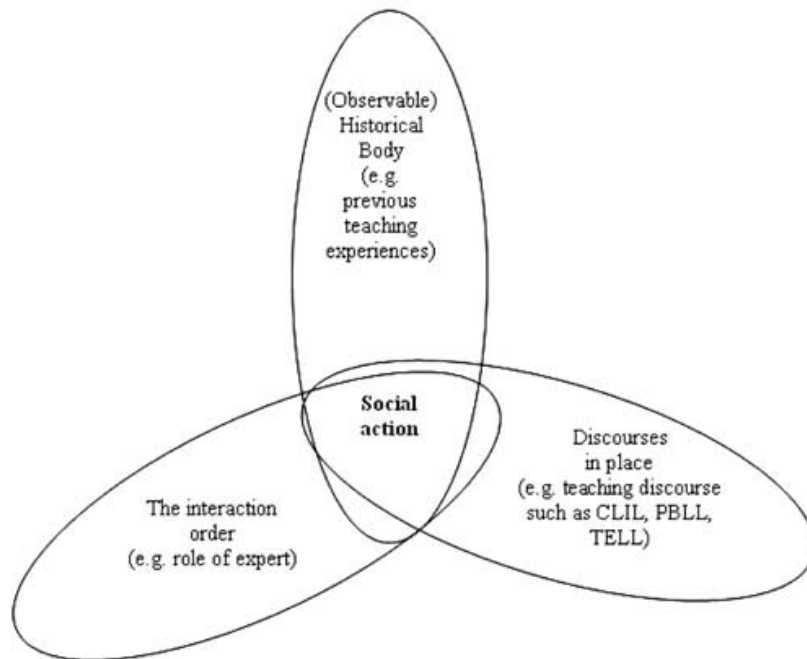 (Observable)
Historical
Body
(e.g.
previous
teaching
experiences)
Social
action
Discourses
in place
(e.g. teaching discourse
such as CLIL, PBLL,
TELL)
The interaction
order
(e.g. role of expert)